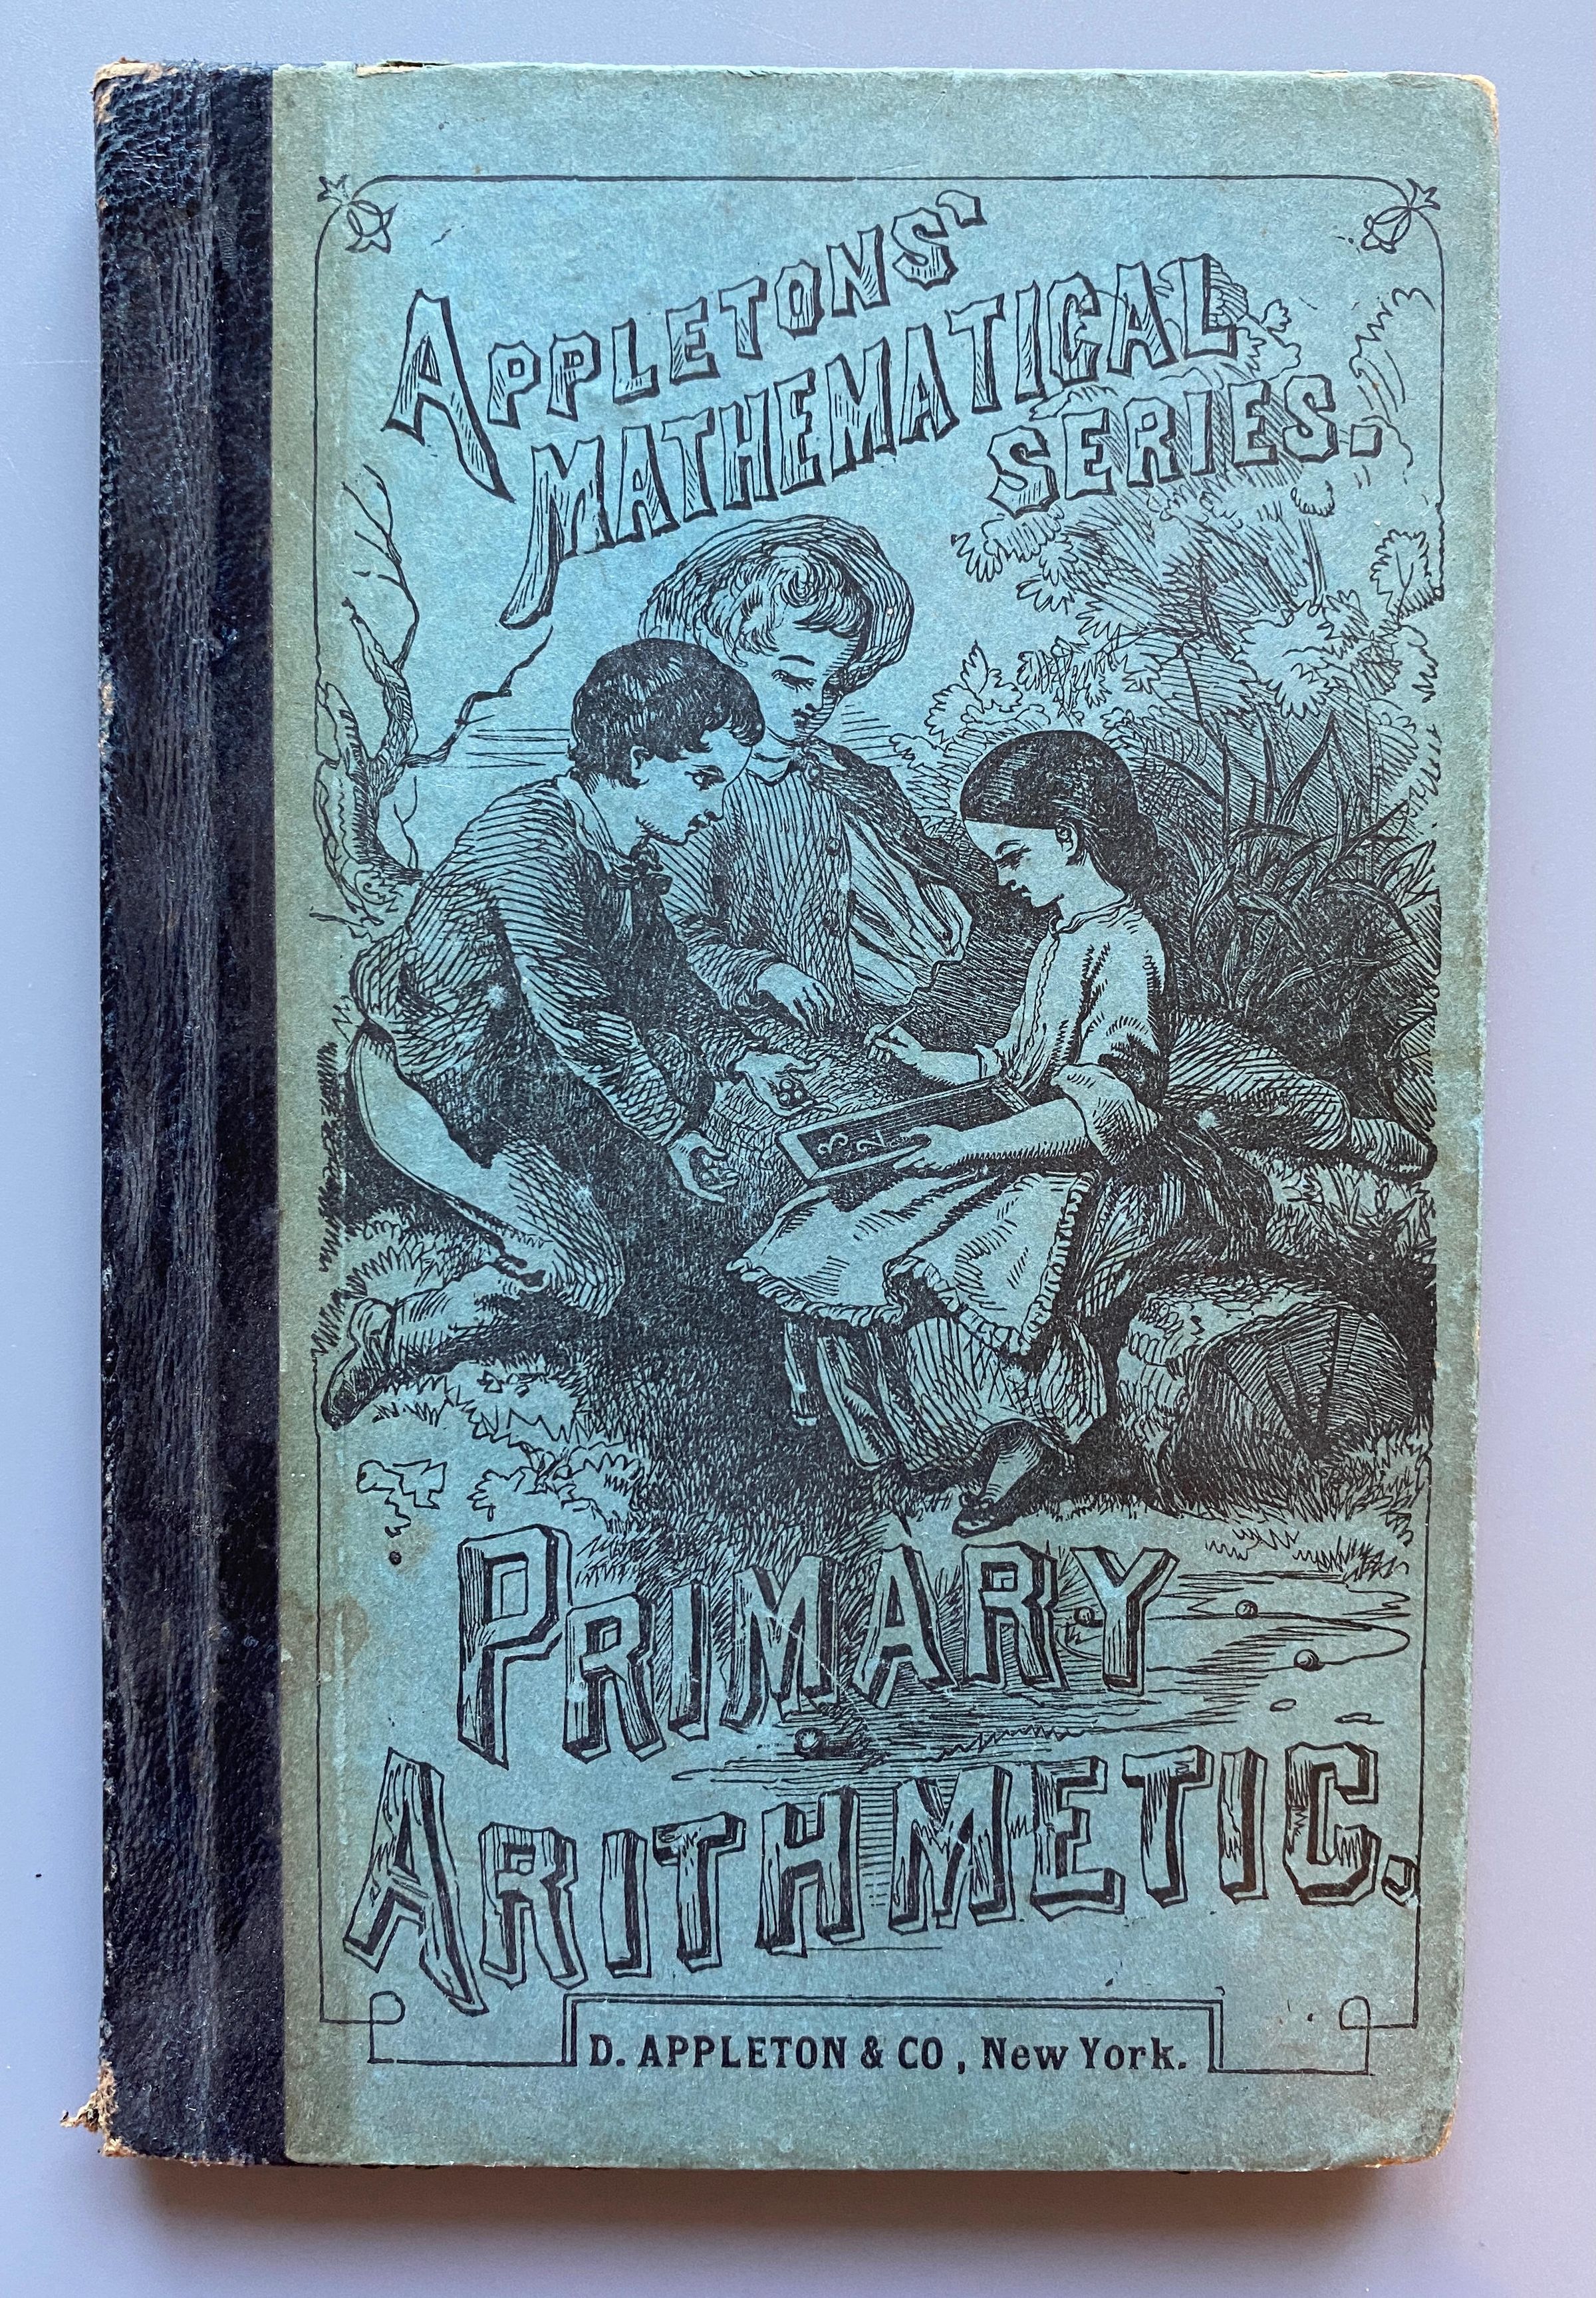 APPLETONS'
MATHEMATICAL
SERIES.
PRIMARY
ARITHMETIC.
D. APPLETON & CO , New York.